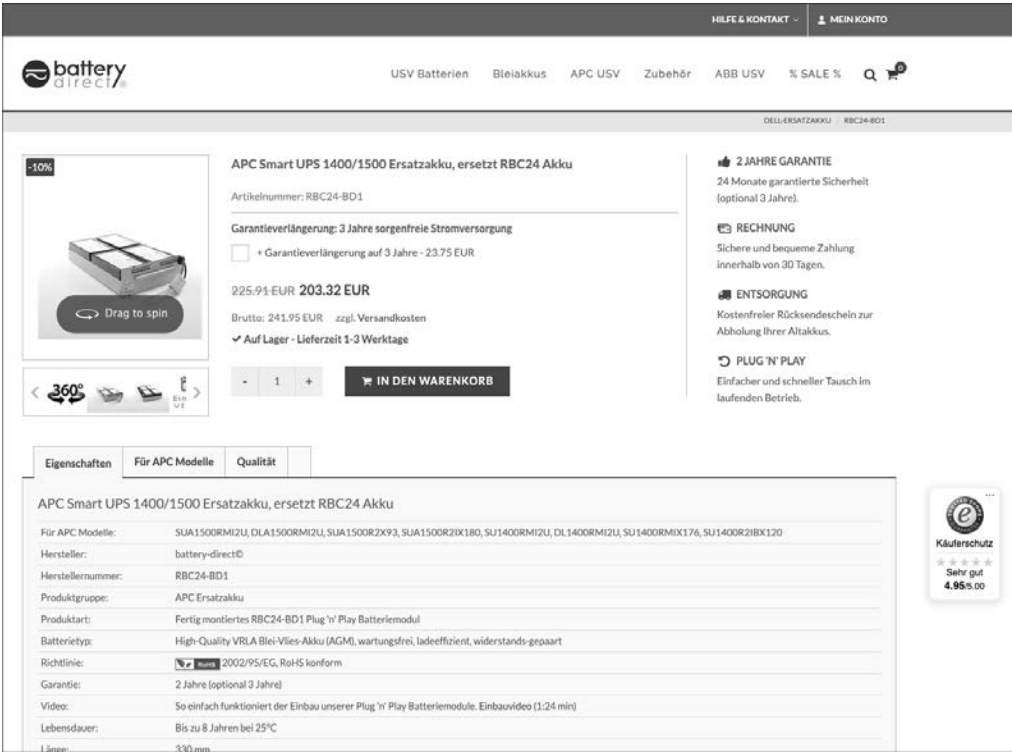 HILFE & KONTAKT
MEIN KONTO
battery
direct®
USV Batterien Bleiakkus APC USV Zubehör ABB USV % SALE % 0
DELL-ERSATZAKKU / RBC24-BD1
-10%
Drag to spin
360°
APC Smart UPS 1400/1500 Ersatzakku, ersetzt RBC24 Akku
Artikelnummer: RBC24-BD1
Garantieverlängerung: 3 Jahre sorgenfreie Stromversorgung
+ Garantieverlängerung auf 3 Jahre - 23.75 EUR
225.91 EUR 203.32 EUR
Brutto: 241.95 EUR zzgl. Versandkosten
✔ Auf Lager - Lieferzeit 1-3 Werktage
- 1 + IN DEN WARENKORB
2 JAHRE GARANTIE
24 Monate garantierte Sicherheit
(optional 3 Jahre).
RECHNUNG
Sichere und bequeme Zahlung
innerhalb von 30 Tagen.
ENTSORGUNG
Kostenfreier Rücksendeschein zur
Abholung Ihrer Altakkus.
PLUG 'N' PLAY
Einfacher und schneller Tausch im
laufenden Betrieb.
Eigenschaften Für APC Modelle Qualität
APC Smart UPS 1400/1500 Ersatzakku, ersetzt RBC24 Akku
Für APC Modelle: SUA1500RMI2U, DLA1500RMI2U, SUA1500R2X93, SUA1500R2IX180, SU1400RMI2U, DL1400RMI2U, SU1400RMIX176, SU1400R2IBX120
Hersteller: battery-direct©
Herstellernummer: RBC24-BD1
Produktgruppe: APC Ersatzakku
Produktart: Fertig montiertes RBC24-BD1 Plug 'n' Play Batteriemodul
Batterietyp: High-Quality VRLA Blei-Vlies-Akku (AGM), wartungsfrei, ladeeffizient, widerstands-gepaart
Richtlinie: RoHS 2002/95/EG, RoHS konform
Garantie: 2 Jahre (optional 3 Jahre)
Video: So einfach funktioniert der Einbau unserer Plug 'n' Play Batteriemodule. Einbauvideo (1:24 min)
Lebensdauer: Bis zu 8 Jahren bei 25°C
Länge: 330 mm
Käuferschutz
Sehr gut
4.95/5.00